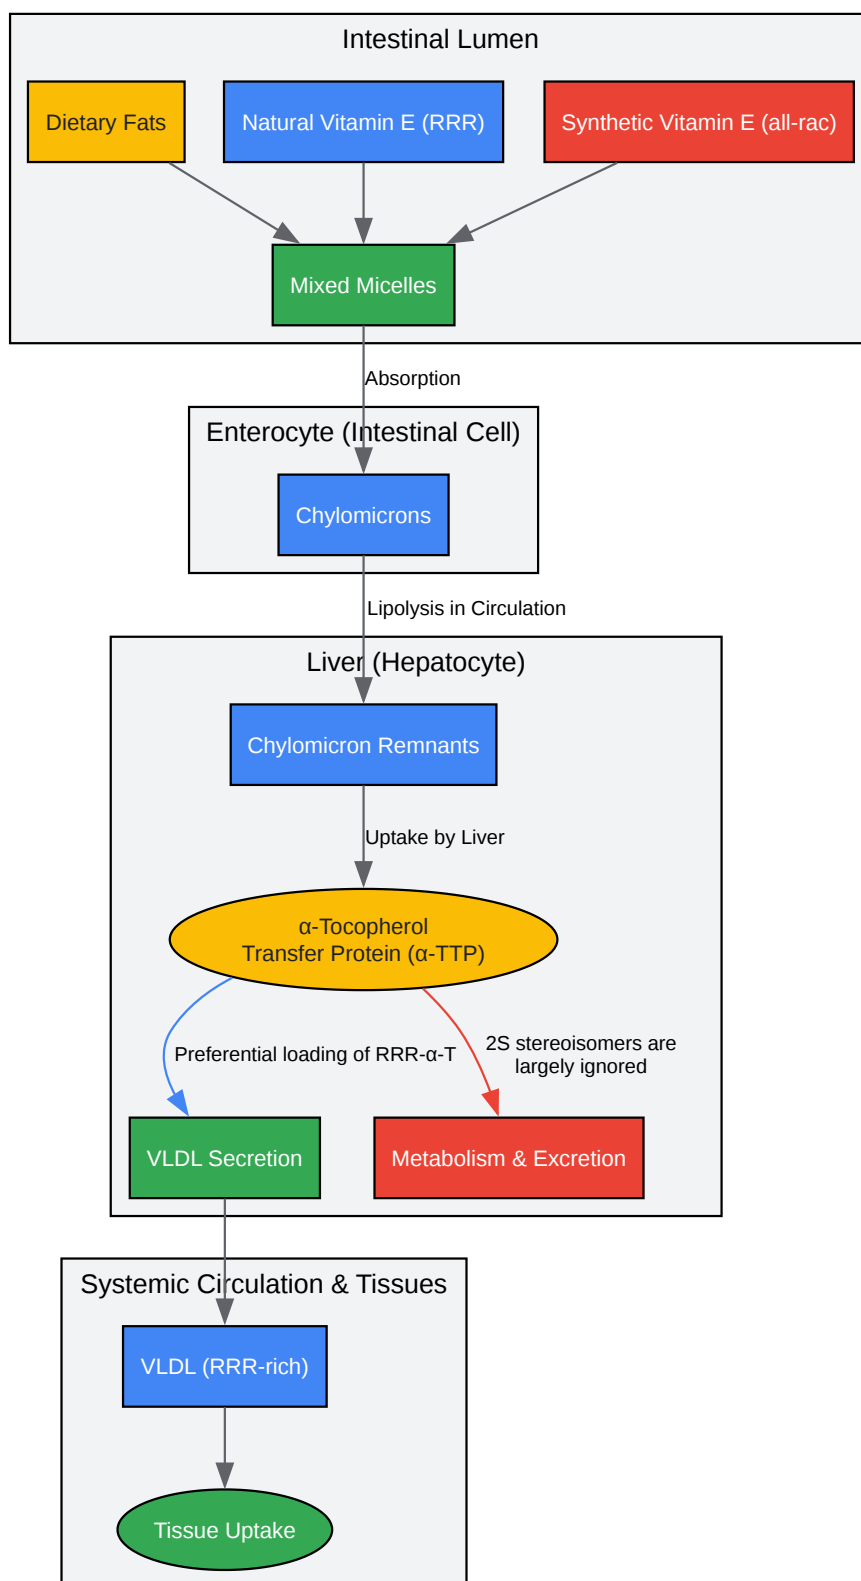 Intestinal Lumen
Dietary Fats
Natural Vitamin E (RRR)
Synthetic Vitamin E (all-rac)
Mixed Micelles
Absorption
Enterocyte (Intestinal Cell)
Chylomicrons
Lipolysis in Circulation
Liver (Hepatocyte)
Chylomicron Remnants
Uptake by Liver
α-Tocopherol
Transfer Protein (α-TTP)
Preferential loading of RRR-α-T
2S stereoisomers are
largely ignored
VLDL Secretion
Metabolism & Excretion
Systemic Circulation & Tissues
VLDL (RRR-rich)
Tissue Uptake